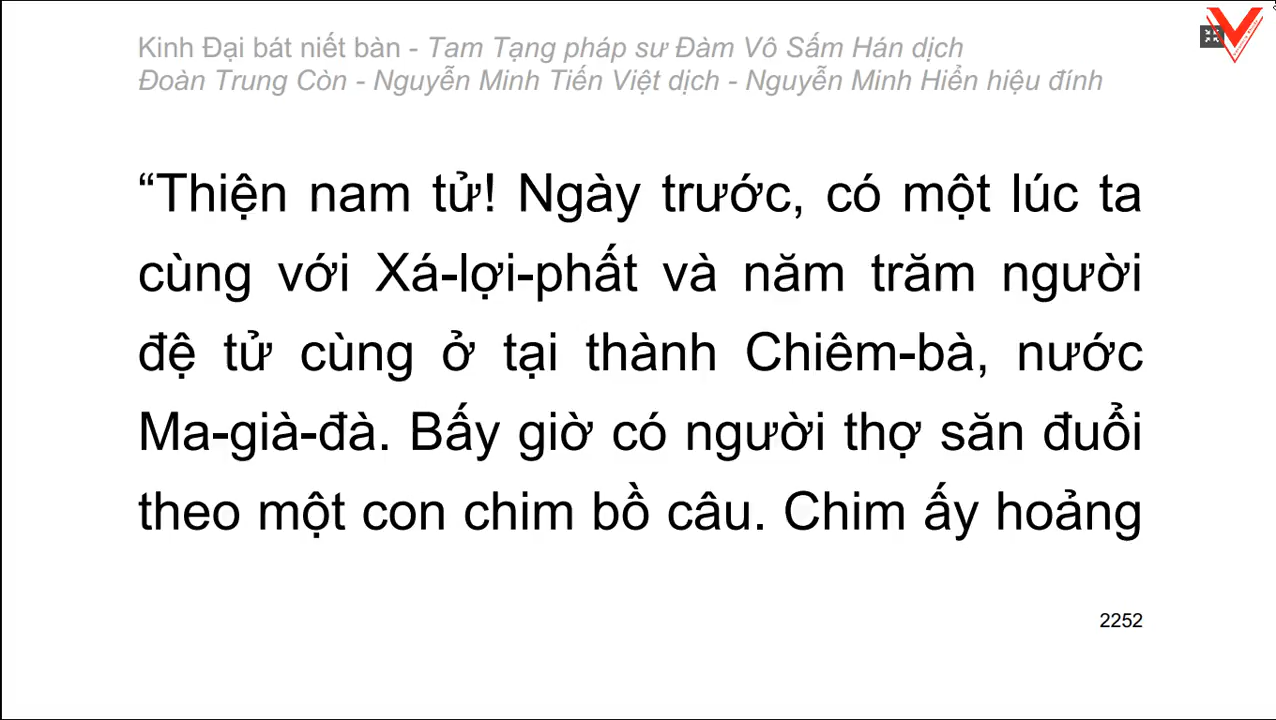 Kinh Đại bát niết bàn - Tam Tạng pháp sư Đàm Vô Sấm Hán dịch
Đoàn Trung Còn - Nguyễn Minh Tiến Việt dịch - Nguyễn Minh Hiển hiệu đính
“Thiện nam tử! Ngày trước, có một lúc ta
cùng với Xá-lợi-phất và năm trăm người
đệ tử cùng ở tại thành Chiêm-bà, nước
Ma-già-đà. Bấy giờ có người thợ săn đuổi
theo một con chim bồ câu. Chim ấy hoảng
2252